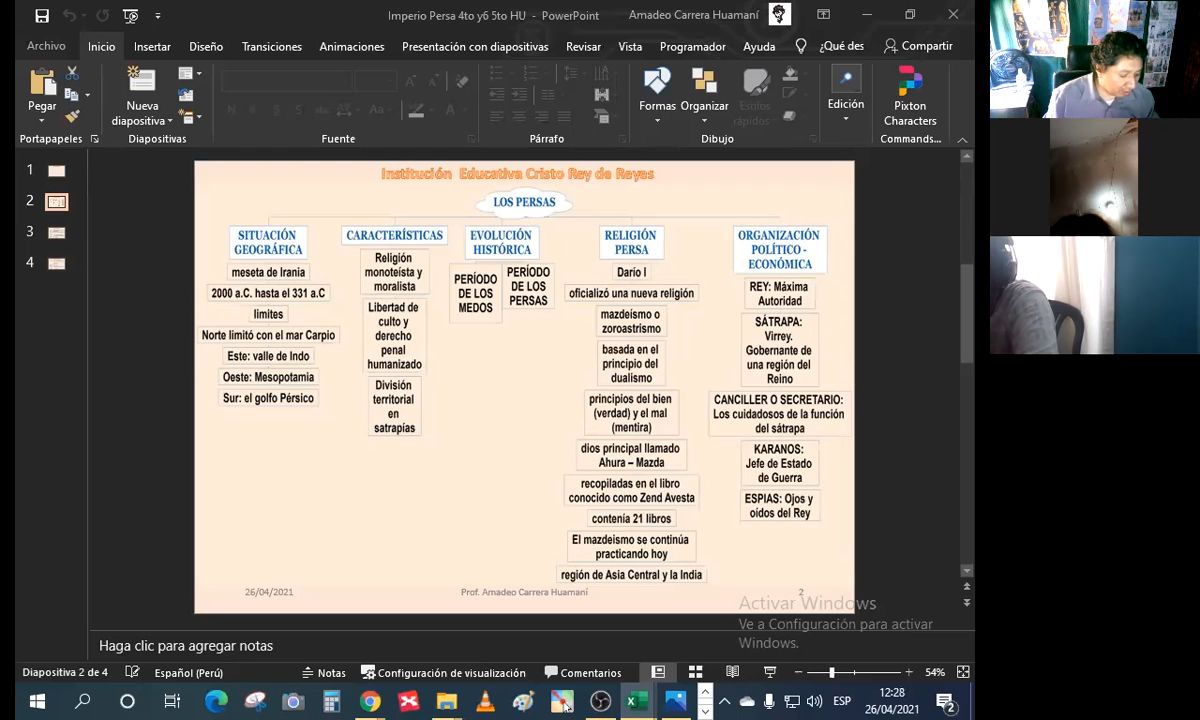 Imperio Persa 4to y6 5to HU - PowerPoint
Amadeo Carrera Huamaní
Archivo
Inicio
Insertar
Diseño
Transiciones
Animaciones
Presentación con diapositivas
Revisar
Vista
Programador
Ayuda
¿Qué des
Compartir
Pegar
Nueva
diapositiva
Formas
Organizar
Estilos
rápidos
Edición
Pixton
Characters
Portapapeles
Diapositivas
Fuente
Párrafo
Dibujo
Commands...
1
2
3
4
Institución Educativa Cristo Rey de Reyes
LOS PERSAS
SITUACIÓN
GEOGRÁFICA
meseta de Irania
2000 a.C. hasta el 331 a.C
limites
Norte limitó con el mar Carpio
Este: valle de Indo
Oeste: Mesopotamia
Sur: el golfo Pérsico
CARACTERÍSTICAS
Religión
monoteísta y
moralista
Libertad de
culto y
derecho
penal
humanizado
División
territorial
en
satrapías
EVOLUCIÓN
HISTÓRICA
PERÍODO
DE LOS
MEDOS
PERÍODO
DE LOS
PERSAS
RELIGIÓN
PERSA
Darío I
oficializó una nueva religión
mazdeísmo o
zoroastrismo
basada en el
principio del
dualismo
principios del bien
(verdad) y el mal
(mentira)
dios principal llamado
Ahura – Mazda
recopiladas en el libro
conocido como Zend Avesta
contenía 21 libros
El mazdeismo se continúa
practicando hoy
región de Asia Central y la India
ORGANIZACIÓN
POLÍTICO -
ECONÓMICA
REY: Máxima
Autoridad
SÁTRAPA:
Virrey.
Gobernante de
una región del
Reino
CANCILLER O SECRETARIO:
Los cuidadosos de la función
del sátrapa
KARANOS:
Jefe de Estado
de Guerra
ESPIAS: Ojos y
oídos del Rey
26/04/2021
Prof. Amadeo Carrera Huamaní
2
Activar Windows
Ve a Configuración para activar
Windows.
Haga clic para agregar notas
Diapositiva 2 de 4
Español (Perú)
Notas
Configuración de visualización
Comentarios
54%
ESP
12:28
26/04/2021
2